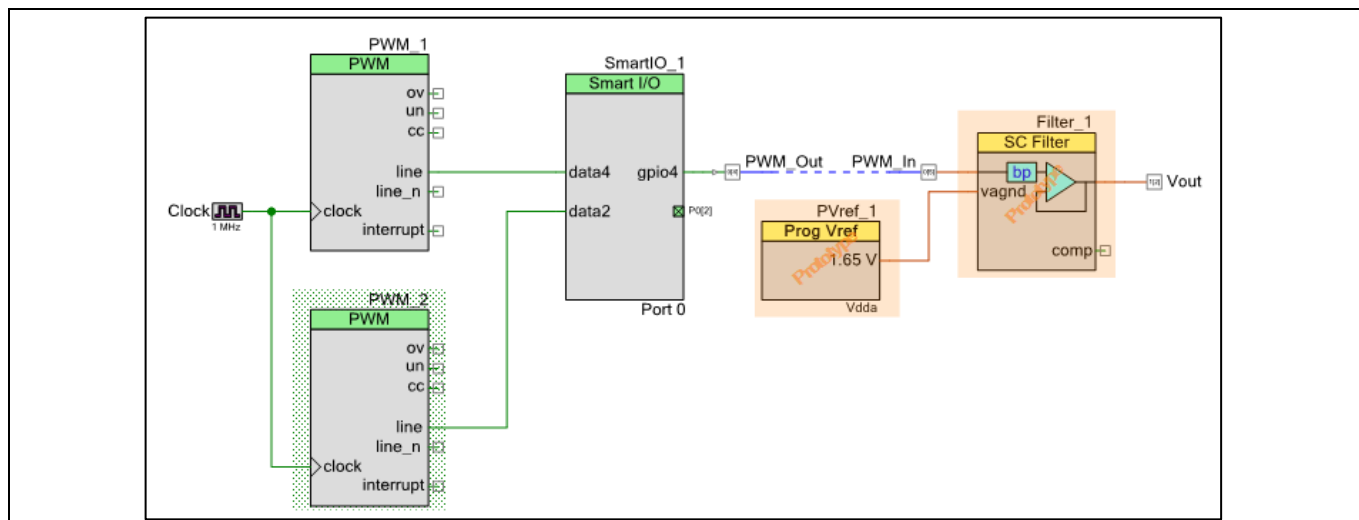 PWM_1
PWM
ov
un
cc
line
line_n
clock
interrupt
Clock
1 MHz
PWM_2
PWM
ov
un
cc
line
line_n
clock
interrupt
SmartIO_1
Smart I/O
data4
gpio4
data2
P0[2]
Port 0
PWM_Out
PWM_In
PVref_1
Prog Vref
1.65 V
Prototype
Vdda
Filter_1
SC Filter
bp
vagnd
Prototype
comp
Vout